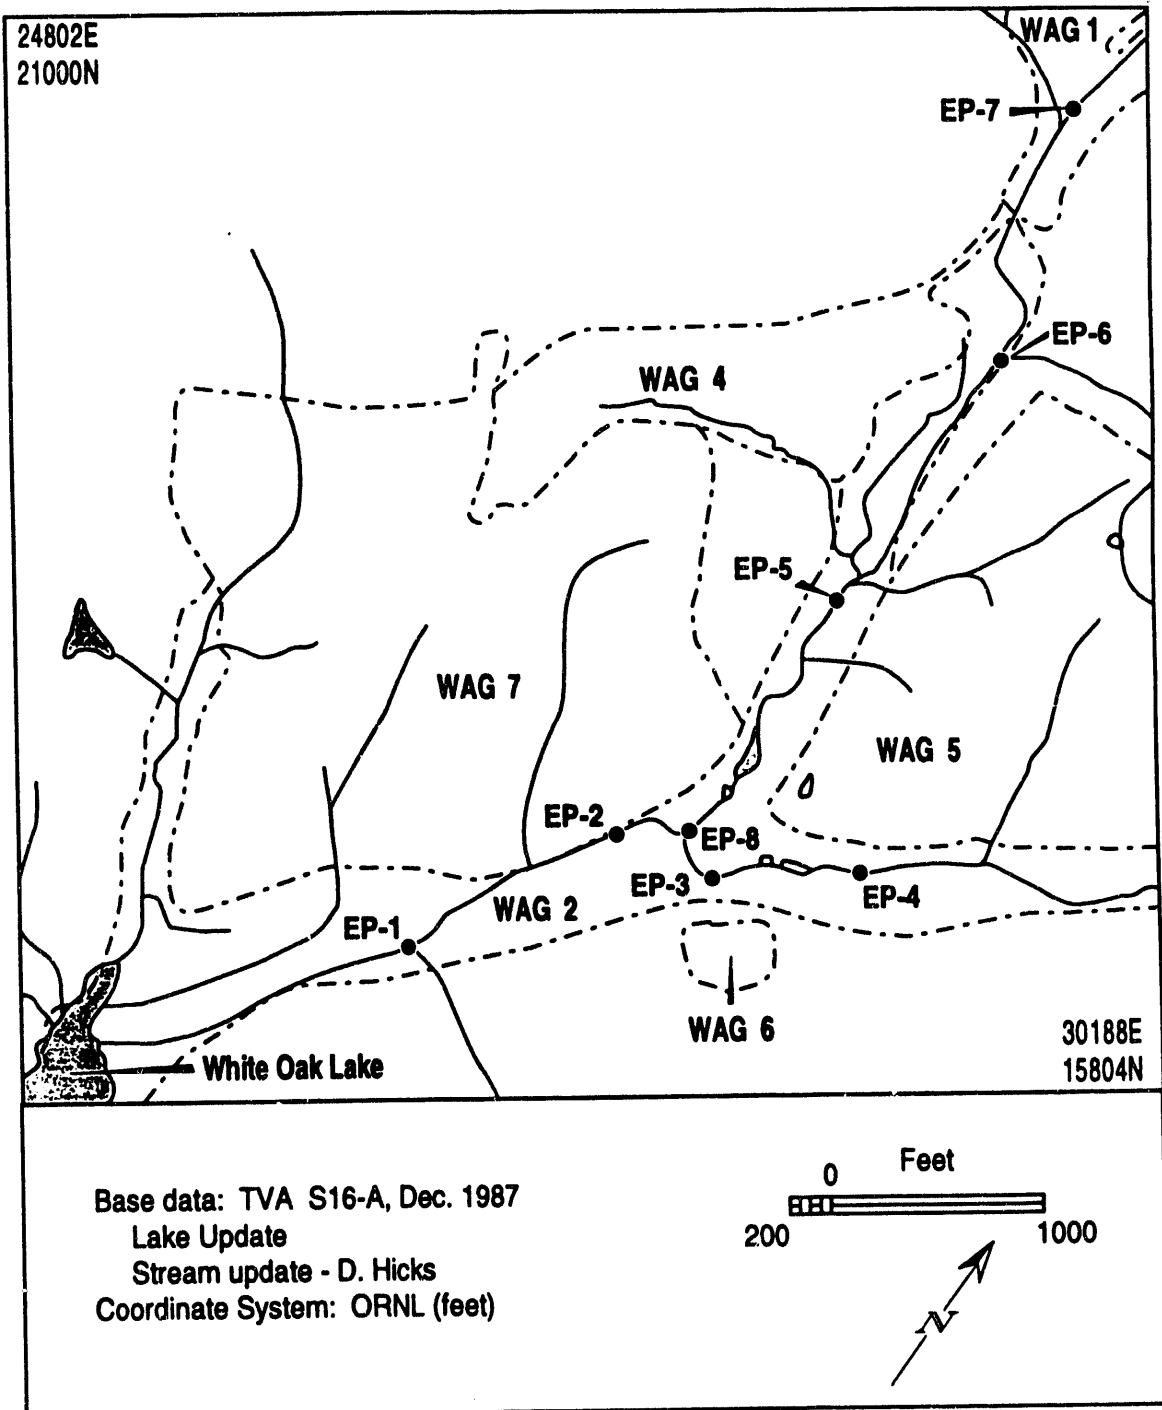 24802E
21000N
WAG 1
EP-7
EP-6
WAG 4
EP-5
WAG 7
WAG 5
EP-2
EP-8
EP-3
EP-4
WAG 2
EP-1
WAG 6
30188E
15804N
White Oak Lake
Feet
0
200
1000
Base data: TVA S16-A, Dec. 1987
Lake Update
Stream update - D. Hicks
Coordinate System: ORNL (feet)
N